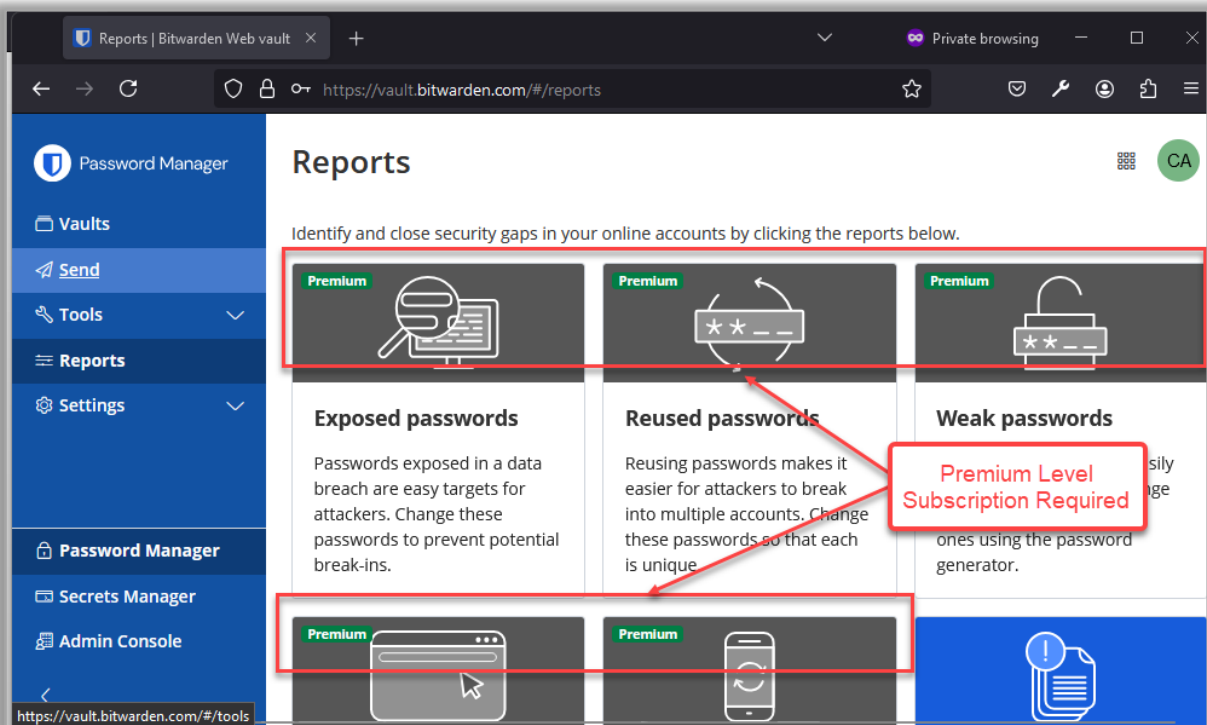 Reports | Bitwarden Web vault
Private browsing
https://vault.bitwarden.com/#/reports
Password Manager
Vaults
Send
Tools
Reports
Settings
Password Manager
Secrets Manager
Admin Console
https://vault.bitwarden.com/#/tools
Reports
CA
Identify and close security gaps in your online accounts by clicking the reports below.
Premium
Exposed passwords
Passwords exposed in a data
breach are easy targets for
attackers. Change these
passwords to prevent potential
break-ins.
Premium
**__
Reused passwords
Reusing passwords makes it
easier for attackers to break
into multiple accounts. Change
these passwords so that each
is unique.
Premium
**__
Weak passwords
ones using the password
generator.
Premium Level
Subscription Required
Premium
Premium